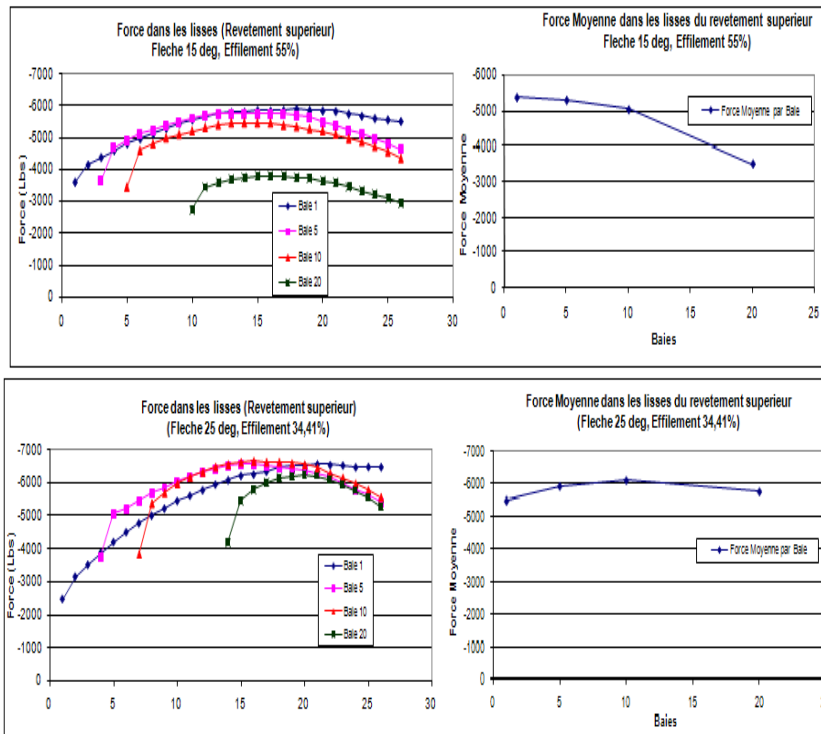 Force dans les lisses (Revetement superieur)
Fleche 15 deg, Effilement 55%)
-7000
-6000
-5000
-4000
-3000
-2000
-1000
0
Force (Lbs)
0 5 10 15 20 25 30
Baie 1
Baie 5
Baie 10
Baie 20
Force Moyenne dans les lisses du revetement superieur
Fleche 15 deg, Effilement 55%)
-6000
-5000
-4000
-3000
-2000
-1000
0
Force Moyenne
Force Moyenne par Baie
0 5 10 15 20 25
Baies
Force dans les lisses (Revetement superieur)
(Fleche 25 deg, Effilement 34,41%)
-7000
-6000
-5000
-4000
-3000
-2000
-1000
0
Force (Lbs)
0 5 10 15 20 25 30
Baie 1
Baie 5
Baie 10
Baie 20
Force Moyenne dans les lisses du revetement superieur
(Fleche 25 deg, Effilement 34,41%)
-7000
-6000
-5000
-4000
-3000
-2000
-1000
0
Force Moyenne
Force Moyenne par Baie
0 5 10 15 20 25
Baies